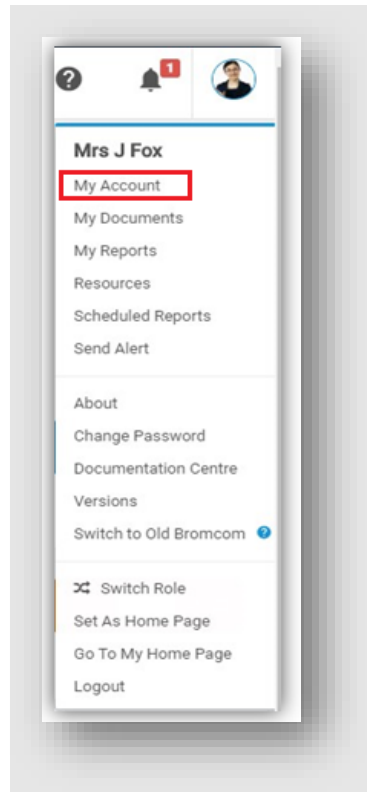 ?
1
Mrs J Fox
My Account
My Documents
My Reports
Resources
Scheduled Reports
Send Alert
About
Change Password
Documentation Centre
Versions
Switch to Old Bromcom ?
Switch Role
Set As Home Page
Go To My Home Page
Logout